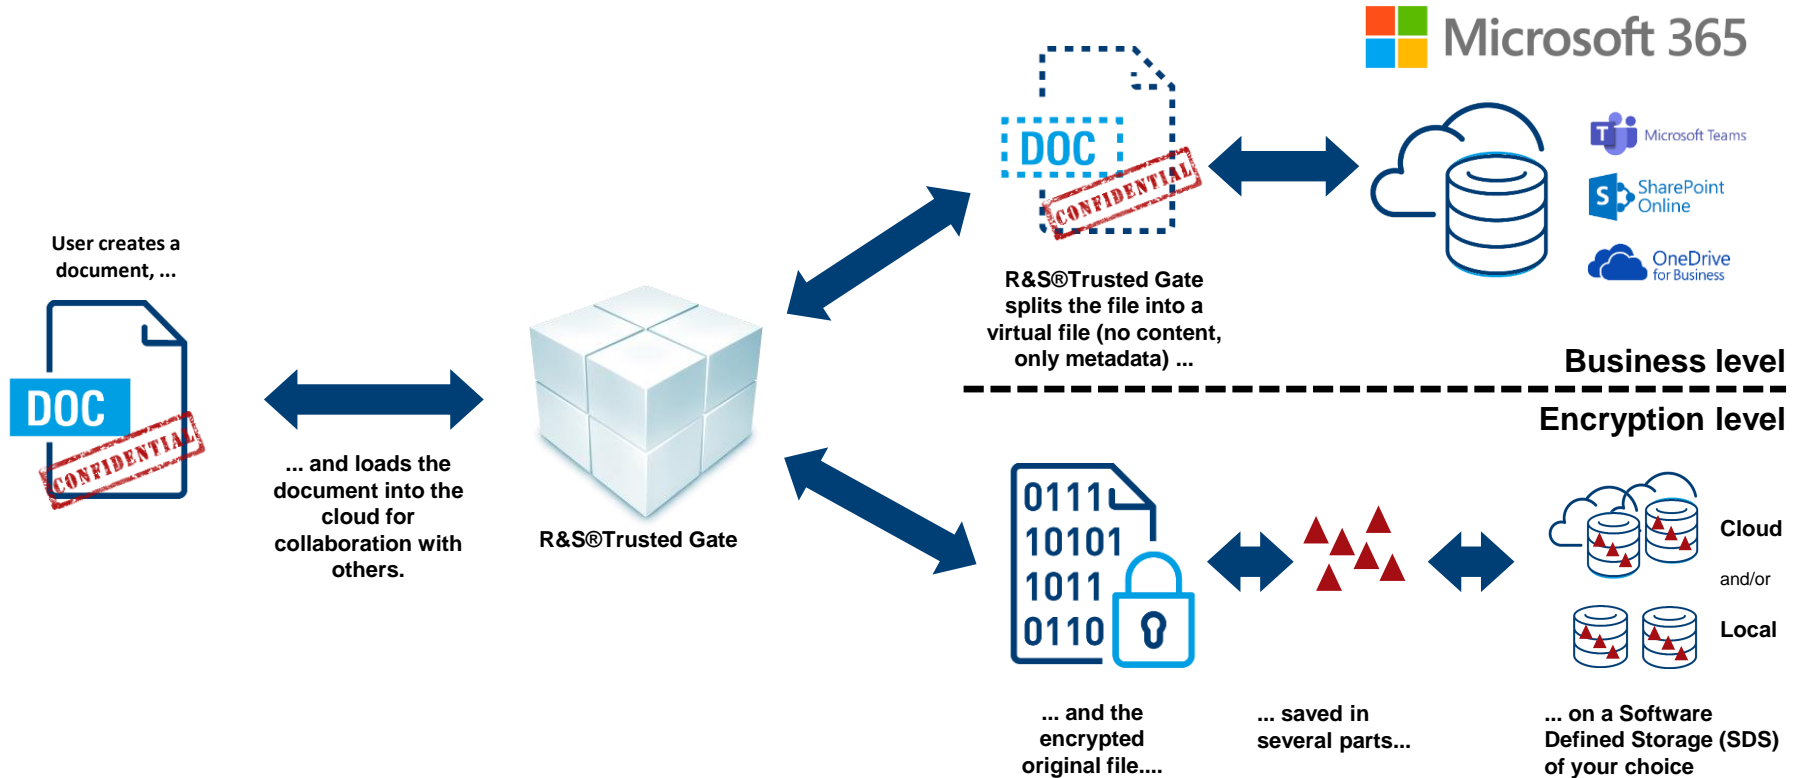 User creates a
document, ...
DOC
CONFIDENTIAL
... and loads the
document into the
cloud for
collaboration with
others.
R&S®Trusted Gate
DOC
CONFIDENTIAL
R&S®Trusted Gate
splits the file into a
virtual file (no content,
only metadata) ...
Microsoft 365
T
Microsoft Teams
S
SharePoint
Online
OneDrive
for Business
Business level
Encryption level
0111
10101
1011
0110
... and the
encrypted
original file....
... saved in
several parts...
Cloud
and/or
Local
... on a Software
Defined Storage (SDS)
of your choice